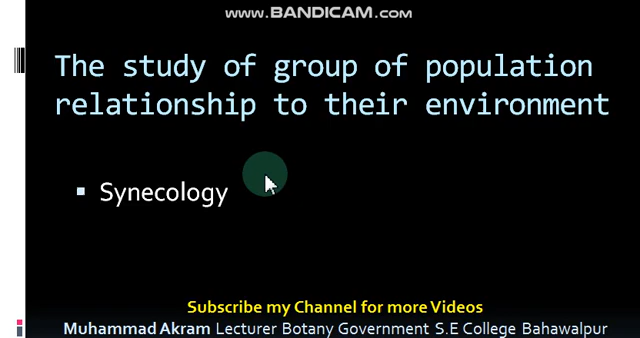 www.BANDICAM.com
The study of group of population
relationship to their environment
Synecology
Subscribe my Channel for more Videos
Muhammad Akram Lecturer Botany Government S.E College Bahawalpur